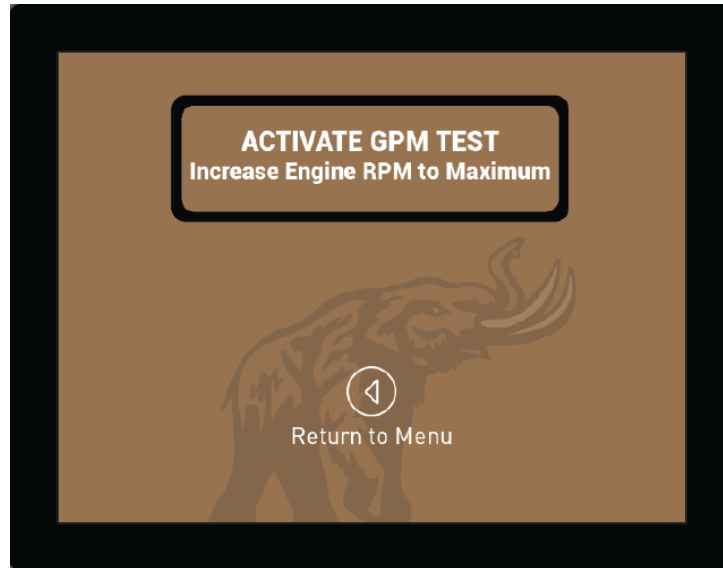 ACTIVATE GPM TEST
Increase Engine RPM to Maximum
Return to Menu